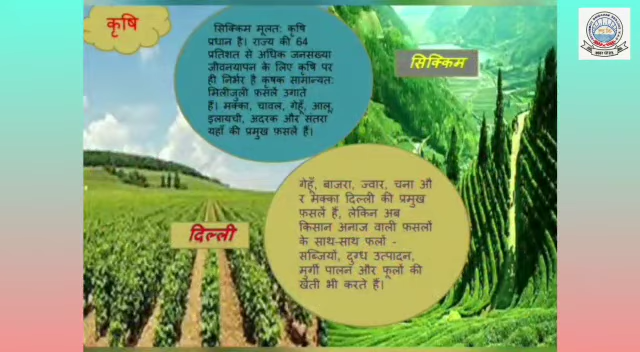 कृषि
सिक्किम मूलत: कृषि
प्रधान है। राज्य की 64
प्रतिशत से अधिक जनसंख्या
जीवनयापन के लिए कृषि पर
ही निर्भर है कृषक सामान्यत:
मिलीजुली फसलें उगाते
हैं। मक्का, चावल, गेहूँ, आलू,
इलायची, अदरक और संतरा
यहाँ की प्रमुख फ़सलें हैं।
सिक्किम
गेहूँ, बाजरा, ज्वार, चना औ
र मक्का दिल्ली की प्रमुख
फसलें हैं, लेकिन अब
किसान अनाज वाली फ़सलों
के साथ-साथ फलों -
सब्जियों, दुग्ध उत्पादन,
मुर्गी पालन और फूलों की
खेती भी करते हैं।
दिल्ली